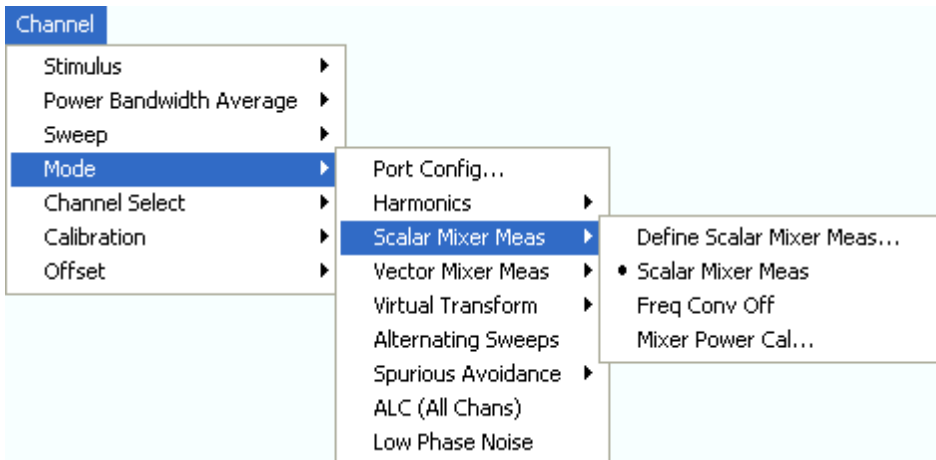 Channel
Stimulus
Power Bandwidth Average
Sweep
Mode
Channel Select
Calibration
Offset
Port Config...
Harmonics
Scalar Mixer Meas
Vector Mixer Meas
Virtual Transform
Alternating Sweeps
Spurious Avoidance
ALC (All Chans)
Low Phase Noise
Define Scalar Mixer Meas...
• Scalar Mixer Meas
Freq Conv Off
Mixer Power Cal...